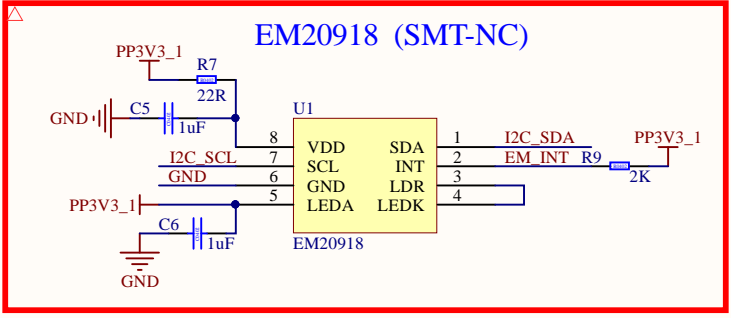 EM20918 (SMT-NC)
PP3V3_1
R7
22R
C5
GND
1uF
U1
8 VDD SDA 1 I2C_SDA PP3V3_1
I2C_SCL 7 SCL INT 2 EM_INT R9
2K
GND 6 GND LDR 3
PP3V3_1 5 LEDA LEDK 4
C6
1uF
EM20918
GND